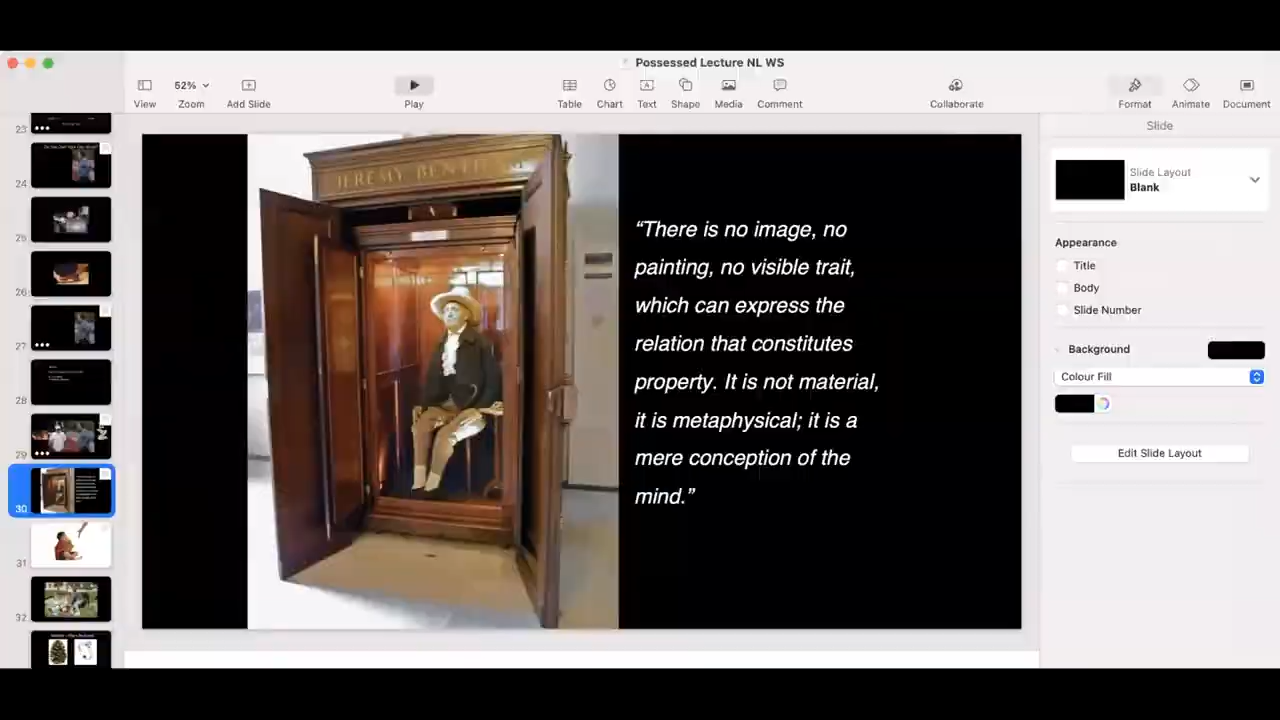 Possessed Lecture NL WS
52%
View
Zoom
Add Slide
Play
Table
Chart
Text
Shape
Media
Comment
Collaborate
Format
Animate
Document
23
24
25
26
27
28
29
30
31
32
JEREMY
“There is no image, no
painting, no visible trait,
which can express the
relation that constitutes
property. It is not material,
it is metaphysical; it is a
mere conception of the
mind.”
Slide
Slide Layout
Blank
Appearance
Title
Body
Slide Number
Background
Colour Fill
Edit Slide Layout